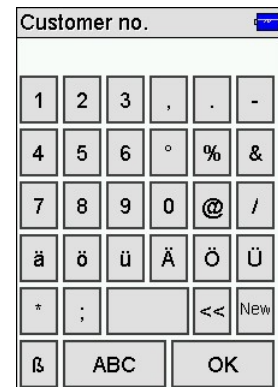 Customer no.
1 2 3 , . -
4 5 6 ° % &
7 8 9 0 @ /
ä ö ü Ä Ö Ü
* ; << New
ß ABC OK